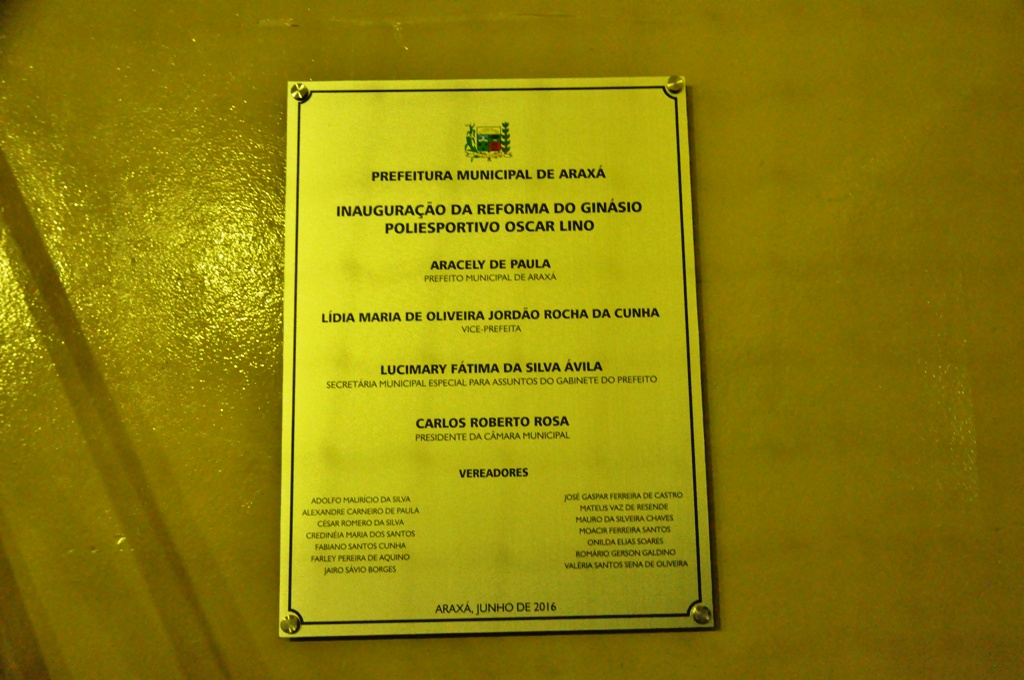 PREFEITURA MUNICIPAL DE ARAXÁ
INAUGURAÇÃO DA REFORMA DO GINÁSIO
POLIESPORTIVO OSCAR LINO
ARACELY DE PAULA
PREFEITO MUNICIPAL DE ARAXÁ
LÍDIA MARIA DE OLIVEIRA JORDÃO ROCHA DA CUNHA
VICE-PREFEITA
LUCIMARY FÁTIMA DA SILVA ÁVILA
SECRETÁRIA MUNICIPAL ESPECIAL PARA ASSUNTOS DO GABINETE DO PREFEITO
CARLOS ROBERTO ROSA
PRESIDENTE DA CÂMARA MUNICIPAL
VEREADORES
ADOLFO MAURÍCIO DA SILVA
ALEXANDRE CARNEIRO DE PAULA
CÉSAR ROMERO DA SILVA
CREDINÉIA MARIA DOS SANTOS
FABIANO SANTOS CUNHA
FARLEY PEREIRA DE AQUINO
JAIRO SÁVIO BORGES
JOSÉ GASPAR FERREIRA DE CASTRO
MATEUS VAZ DE RESENDE
MAURO DA SILVEIRA CHAVES
MOACIR FERREIRA SANTOS
ONILDA ELIAS SOARES
ROMÁRIO GERSON GALDINO
VALÉRIA SANTOS SENA DE OLIVEIRA
ARAXÁ, JUNHO DE 2016